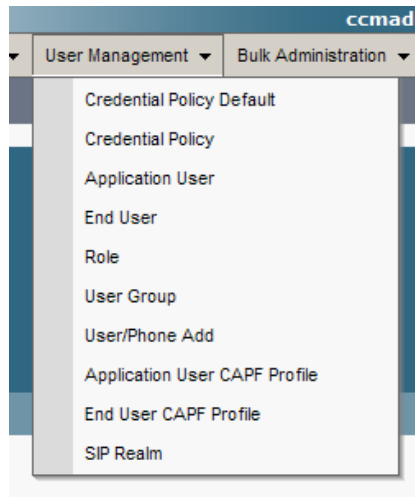 ccmad
User Management Bulk Administration
Credential Policy Default
Credential Policy
Application User
End User
Role
User Group
User/Phone Add
Application User CAPF Profile
End User CAPF Profile
SIP Realm